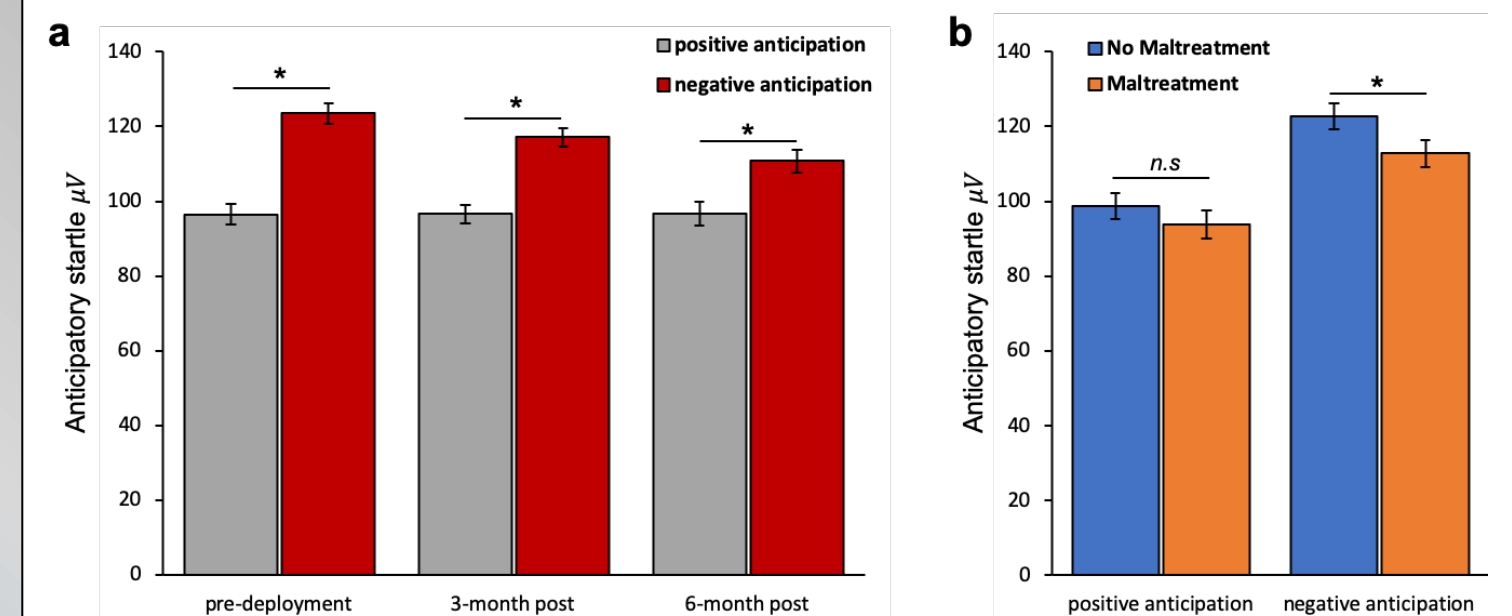 a
positive anticipation
negative anticipation
Anticipatory startle μV
140
120
100
80
60
40
20
0
*
*
*
pre-deployment
3-month post
6-month post
b
No Maltreatment
Maltreatment
Anticipatory startle μV
140
120
100
80
60
40
20
0
n.s
*
positive anticipation
negative anticipation